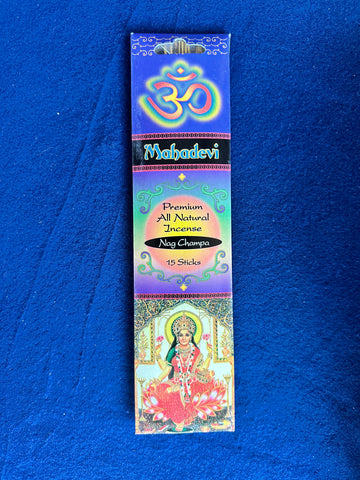 ॐ
Mahadevi
Premium
All Natural
Incense
Nag Champa
15 Sticks